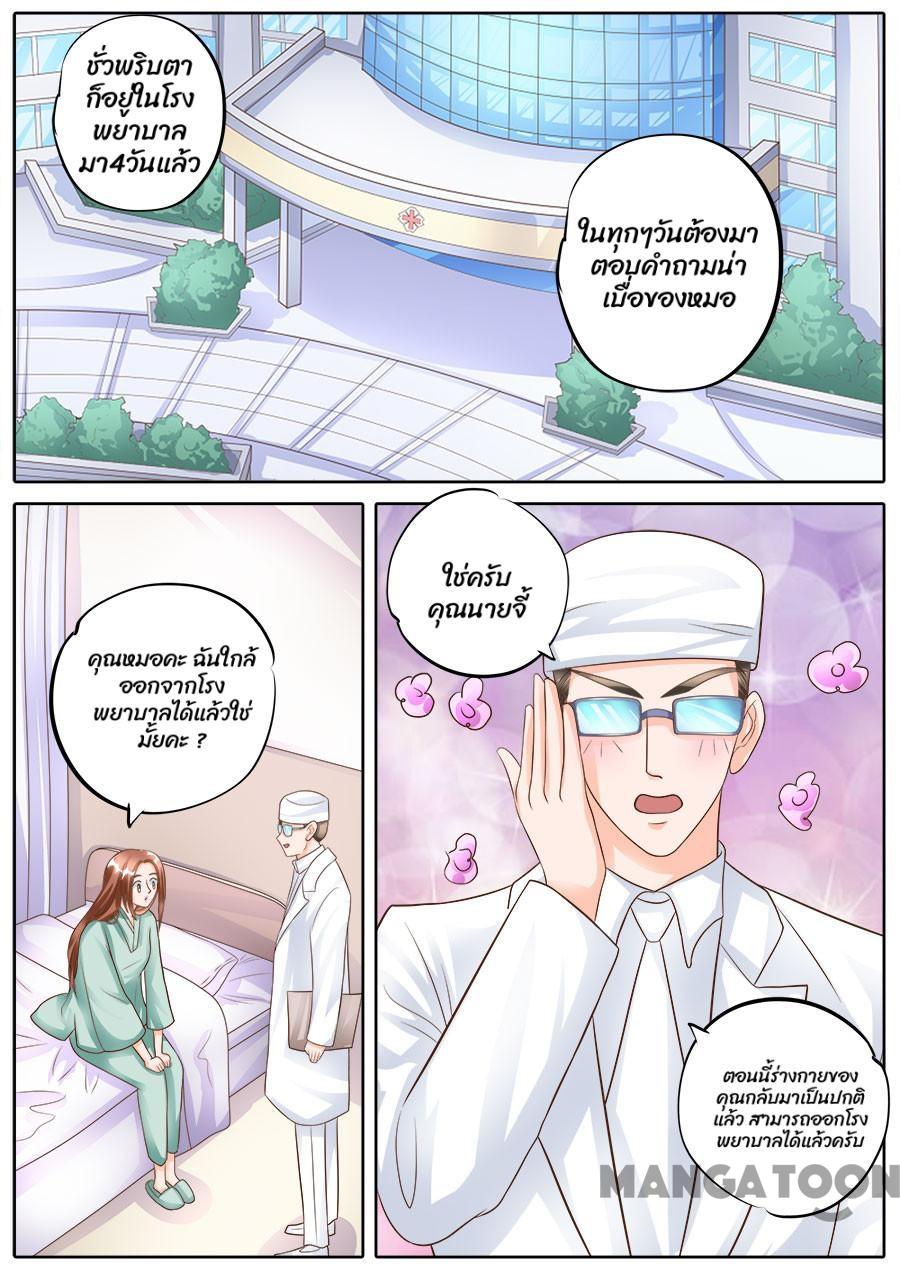 ชั่วพริบตา
ก็อยู่ในโรง
พยาบาล
มา4วันแล้ว
ในทุกๆวันต้องมา
ตอบคำถามน่า
เบื่อของหมอ
คุณหมอคะ ฉันใกล้
ออกจากโรง
พยาบาลได้แล้วใช่
มั้ยคะ ?
ใช่ครับ
คุณนายจี้
ตอนนี้ร่างกายของ
คุณกลับมาเป็นปกติ
แล้ว สามารถออกโรง
พยาบาลได้แล้วครับ
MANGATOON